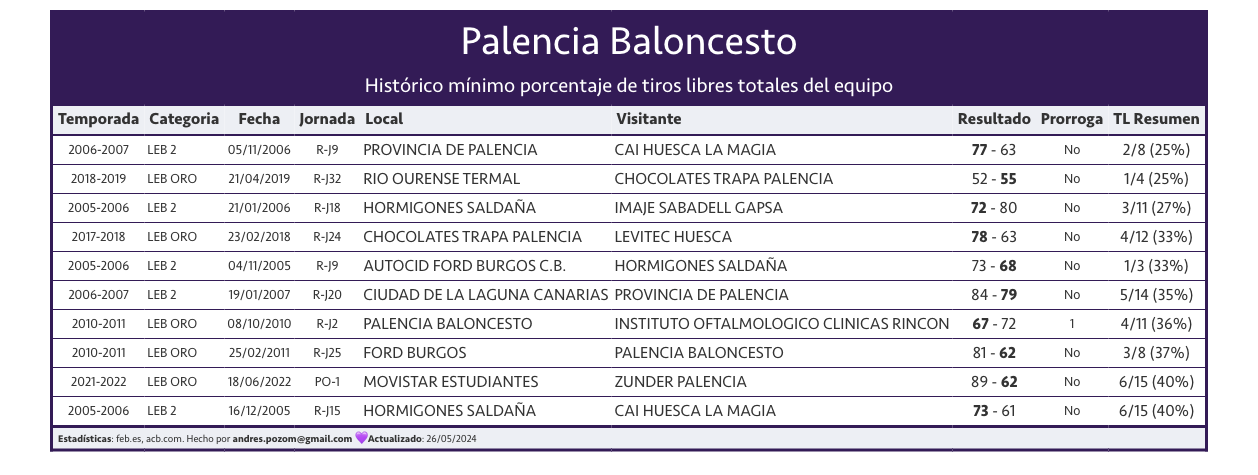 Palencia Baloncesto
Histórico mínimo porcentaje de tiros libres totales del equipo
Temporada Categoria Fecha Jornada Local Visitante Resultado Prorroga TL Resumen
2006-2007 LEB 2 05/11/2006 R-J9 PROVINCIA DE PALENCIA CAI HUESCA LA MAGIA 77 - 63 No 2/8 (25%)
2018-2019 LEB ORO 21/04/2019 R-J32 RIO OURENSE TERMAL CHOCOLATES TRAPA PALENCIA 52 - 55 No 1/4 (25%)
2005-2006 LEB 2 21/01/2006 R-J18 HORMIGONES SALDAÑA IMAJE SABADELL GAPSA 72 - 80 No 3/11 (27%)
2017-2018 LEB ORO 23/02/2018 R-J24 CHOCOLATES TRAPA PALENCIA LEVITEC HUESCA 78 - 63 No 4/12 (33%)
2005-2006 LEB 2 04/11/2005 R-J9 AUTOCID FORD BURGOS C.B. HORMIGONES SALDAÑA 73 - 68 No 1/3 (33%)
2006-2007 LEB 2 19/01/2007 R-J20 CIUDAD DE LA LAGUNA CANARIAS PROVINCIA DE PALENCIA 84 - 79 No 5/14 (35%)
2010-2011 LEB ORO 08/10/2010 R-J2 PALENCIA BALONCESTO INSTITUTO OFTALMOLOGICO CLINICAS RINCON 67 - 72 1 4/11 (36%)
2010-2011 LEB ORO 25/02/2011 R-J25 FORD BURGOS PALENCIA BALONCESTO 81 - 62 No 3/8 (37%)
2021-2022 LEB ORO 18/06/2022 PO-1 MOVISTAR ESTUDIANTES ZUNDER PALENCIA 89 - 62 No 6/15 (40%)
2005-2006 LEB 2 16/12/2005 R-J15 HORMIGONES SALDAÑA CAI HUESCA LA MAGIA 73 - 61 No 6/15 (40%)
Estadísticas: feb.es, acb.com. Hecho por andres.pozom@gmail.com 💜Actualizado: 26/05/2024